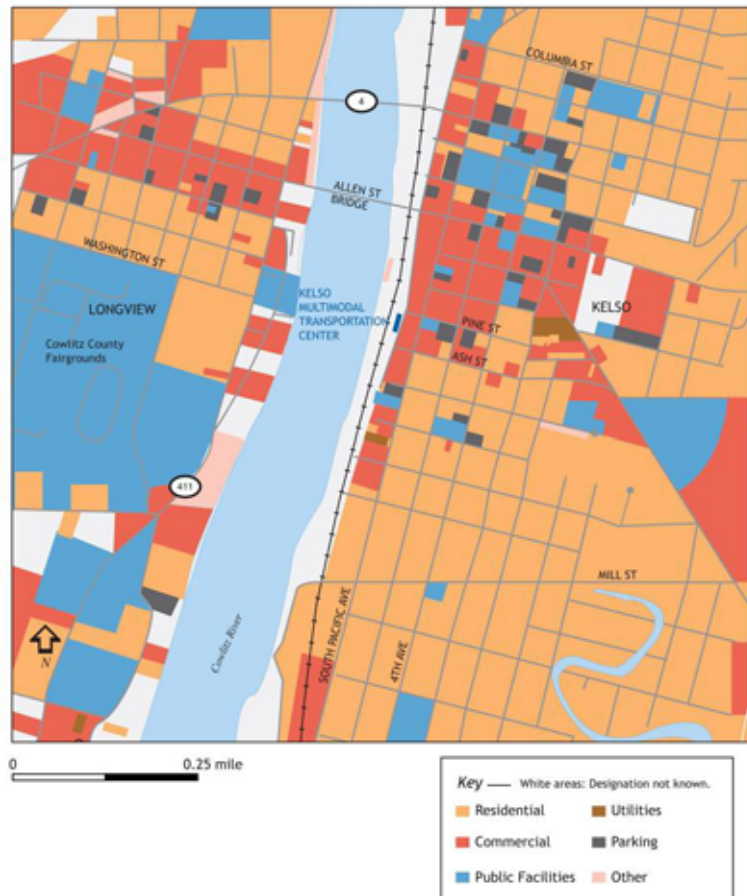 COLUMBIA ST
4
ALLEN ST
BRIDGE
WASHINGTON ST
KELSO
MULTIMODAL
TRANSPORTATION
CENTER
LONGVIEW
KELSO
PINE ST
Cowlitz County
Fairgrounds
ASH ST
411
MILL ST
SOUTH PACIFIC AVE
4TH AVE
Cowlitz River
N
0 0.25 mile
Key White areas: Designation not known.
Residential Utilities
Commercial Parking
Public Facilities Other